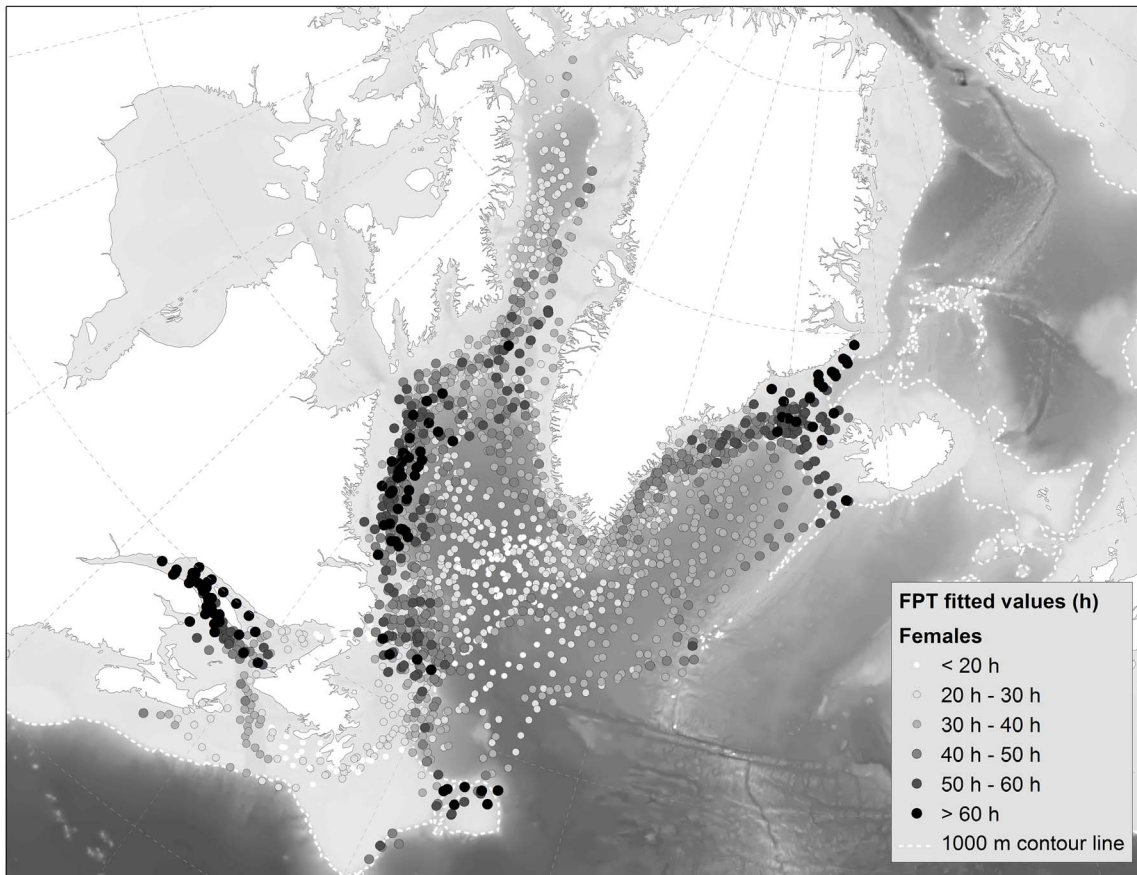 FPT fitted values (h)
Females
< 20 h
20 h - 30 h
30 h - 40 h
40 h - 50 h
50 h - 60 h
> 60 h
1000 m contour line